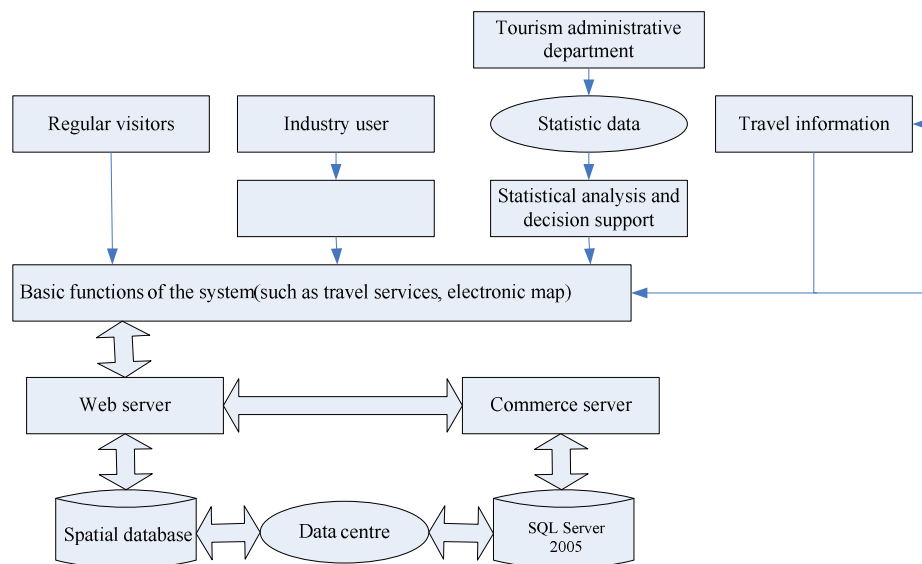 Tourism administrative
department
Regular visitors
Industry user
Statistic data
Travel information
Statistical analysis and
decision support
Basic functions of the system(such as travel services, electronic map)
Web server
Commerce server
Spatial database
Data centre
SQL Server
2005